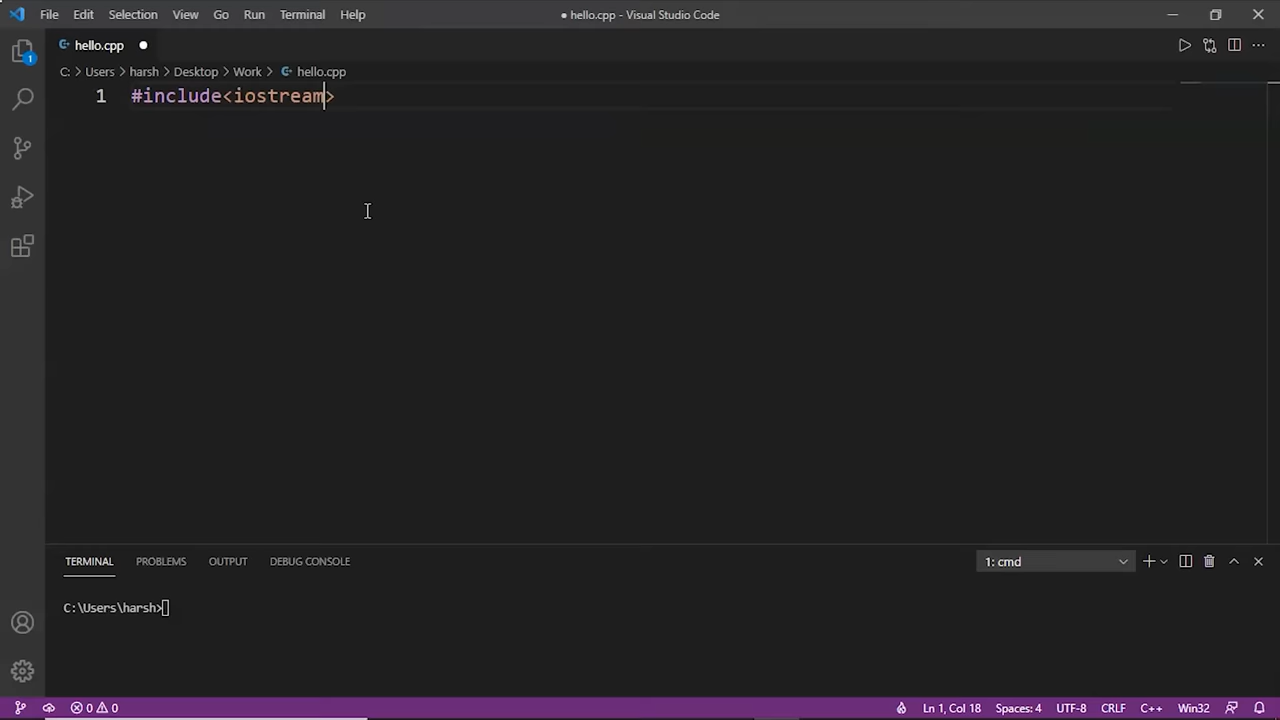 File Edit Selection View Go Run Terminal Help ● hello.cpp - Visual Studio Code
hello.cpp
C: > Users > harsh > Desktop > Work > hello.cpp
1 #include<iostream>
1
TERMINAL PROBLEMS OUTPUT DEBUG CONSOLE 1: cmd
C:\Users\harsh>
0 0 Ln 1, Col 18 Spaces: 4 UTF-8 CRLF C++ Win32